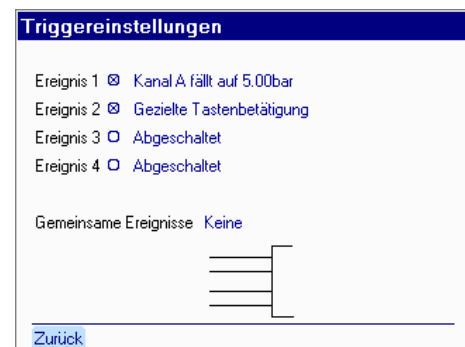 Triggereinstellungen
Ereignis 1 Kanal A fällt auf 5.00bar
Ereignis 2 Gezielte Tastenbetätigung
Ereignis 3 Abgeschaltet
Ereignis 4 Abgeschaltet
Gemeinsame Ereignisse Keine
Zurück